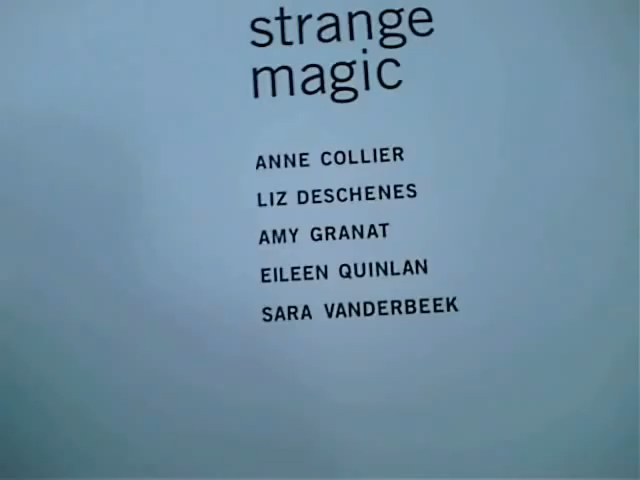 strange
magic
ANNE COLLIER
LIZ DESCHENES
AMY GRANAT
EILEEN QUINLAN
SARA VANDERBEEK